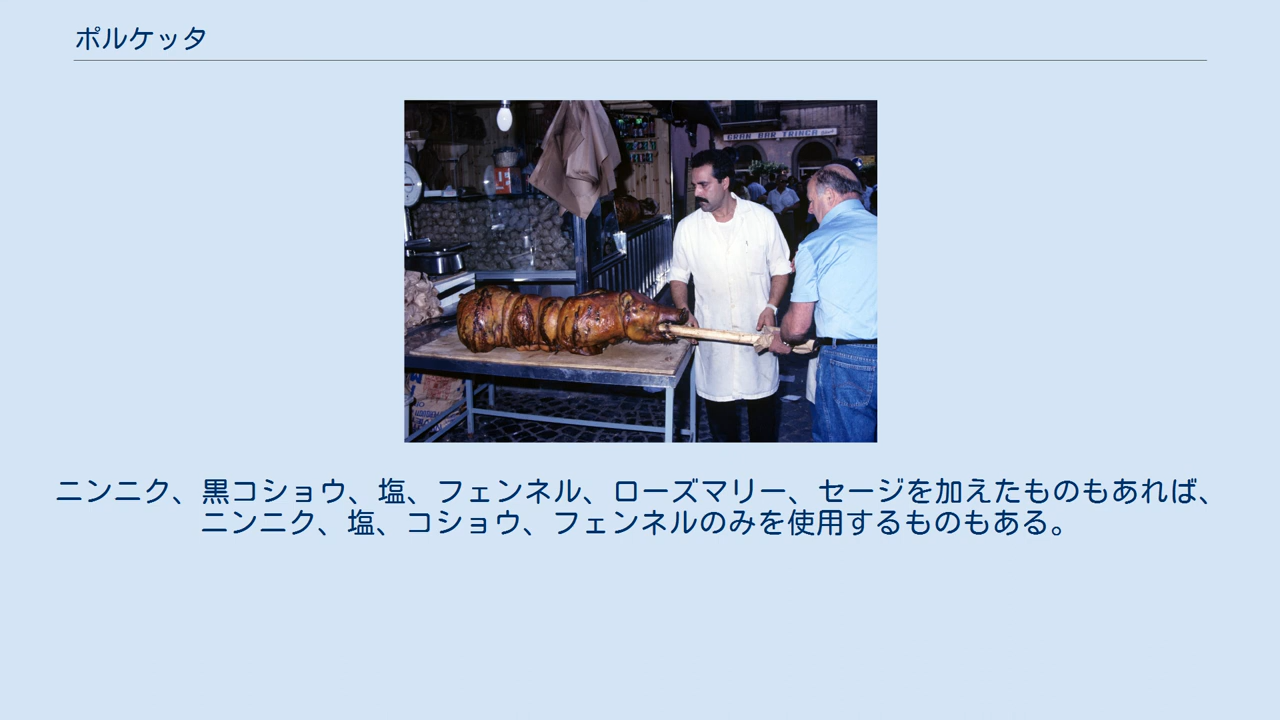 ポルケッタ
GRAN BAR TRINCA
ニンニク、黒コショウ、塩、フェンネル、ローズマリー、セージを加えたものもあれば、
ニンニク、塩、コショウ、フェンネルのみを使用するものもある。